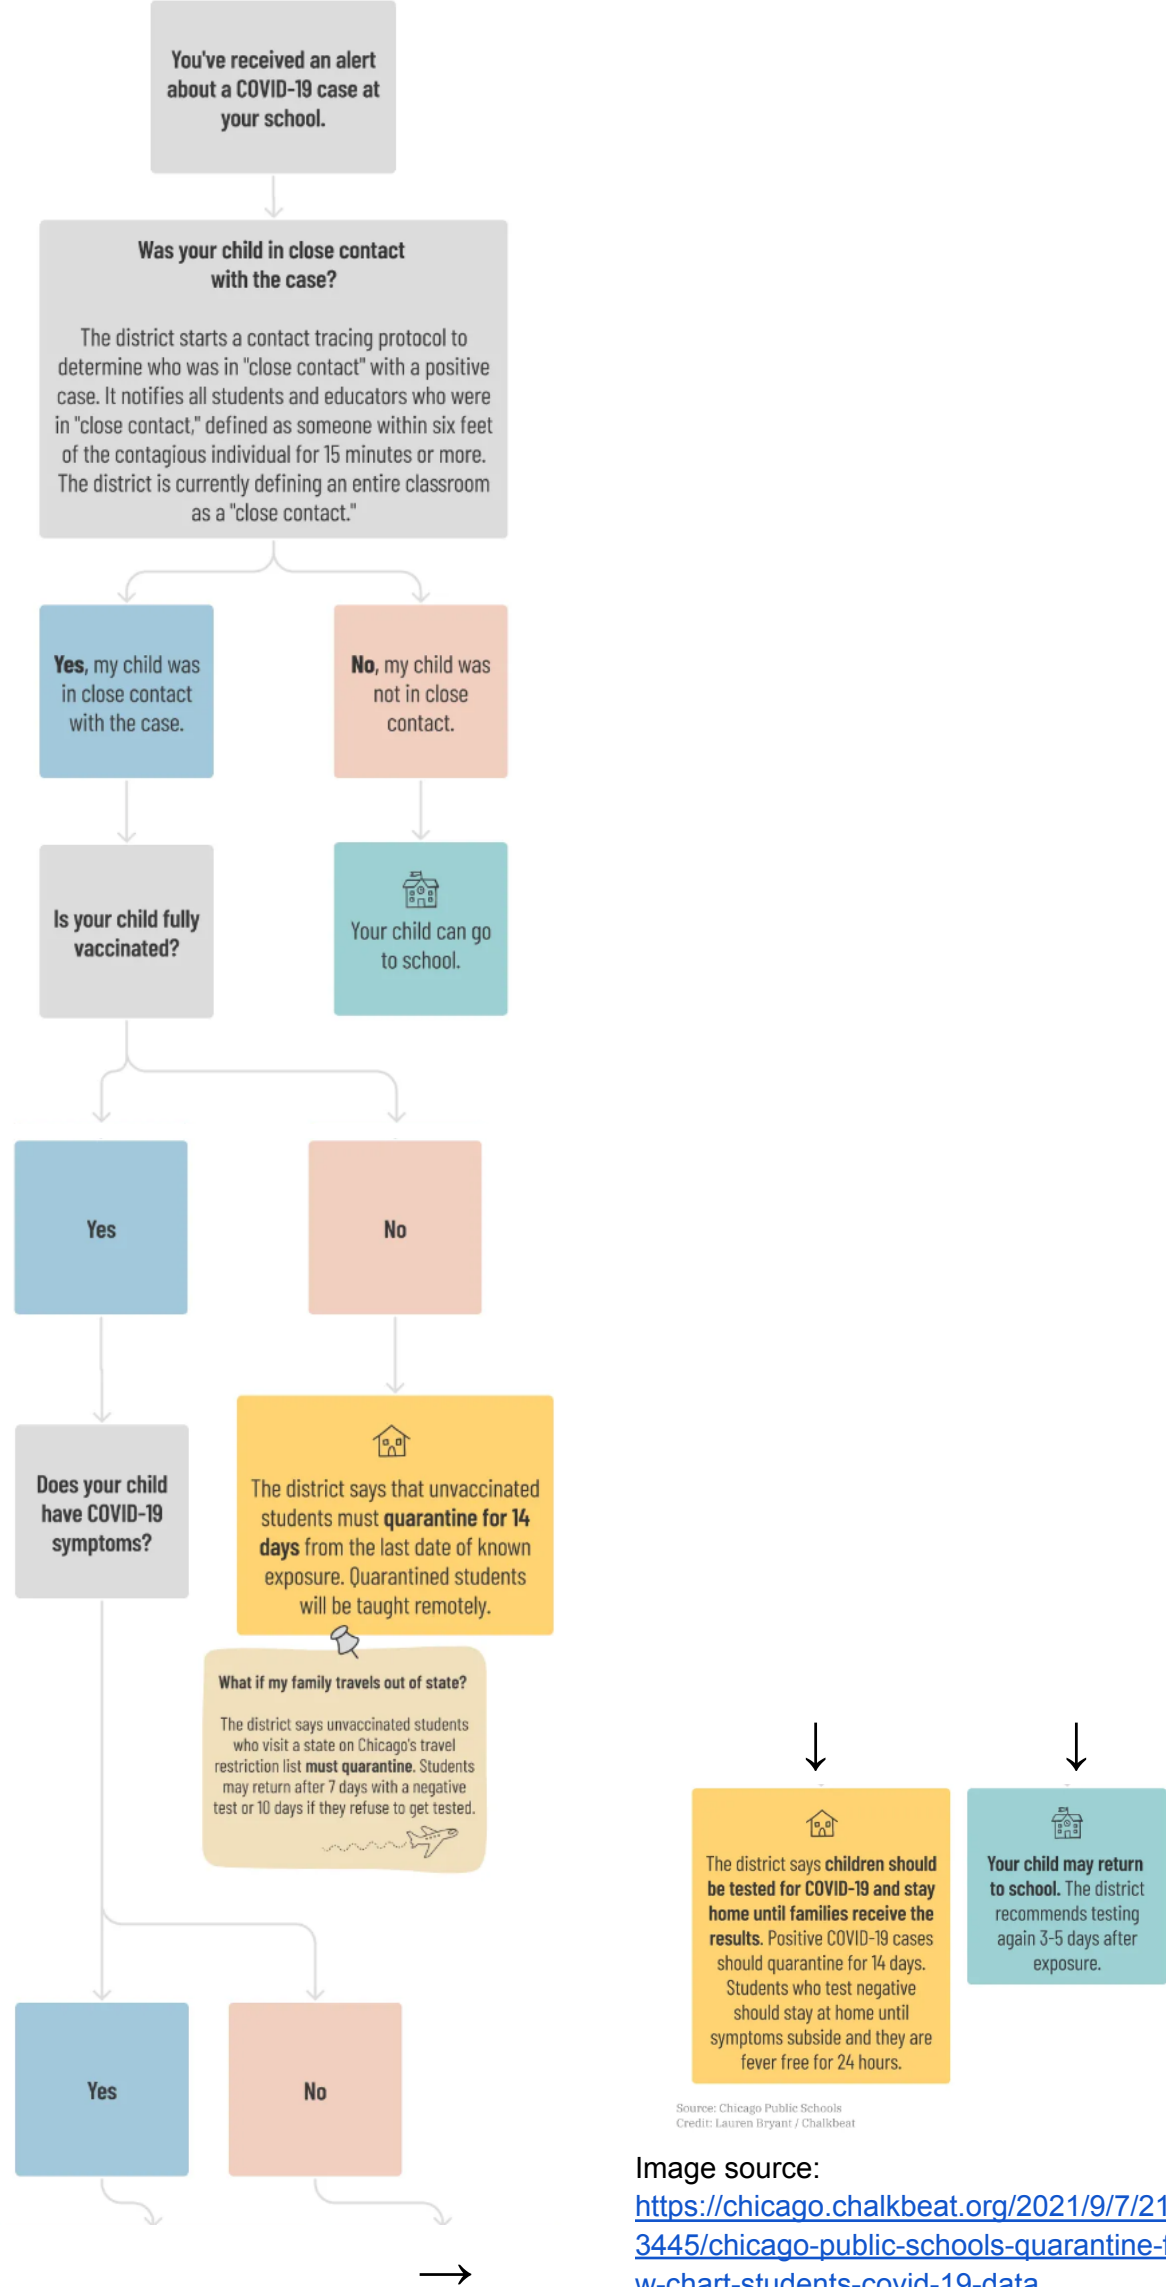 You've received an alert
about a COVID-19 case at
your school.
Was your child in close contact
with the case?
The district starts a contact tracing protocol to
determine who was in "close contact" with a positive
case. It notifies all students and educators who were
in "close contact," defined as someone within six feet
of the contagious individual for 15 minutes or more.
The district is currently defining an entire classroom
as a "close contact."
Yes, my child was
in close contact
with the case.
No, my child was
not in close
contact.
Is your child fully
vaccinated?
Your child can go
to school.
Yes
No
Does your child
have COVID-19
symptoms?
The district says that unvaccinated
students must quarantine for 14
days from the last date of known
exposure. Quarantined students
will be taught remotely.
What if my family travels out of state?
The district says unvaccinated students
who visit a state on Chicago's travel
restriction list must quarantine. Students
may return after 7 days with a negative
test or 10 days if they refuse to get tested.
Yes
No
The district says children should
be tested for COVID-19 and stay
home until families receive the
results. Positive COVID-19 cases
should quarantine for 14 days.
Students who test negative
should stay at home until
symptoms subside and they are
fever free for 24 hours.
Your child may return
to school. The district
recommends testing
again 3-5 days after
exposure.
Source: Chicago Public Schools
Credit: Lauren Bryant / Chalkbeat
Image source:
https://chicago.chalkbeat.org/2021/9/7/21
3445/chicago-public-schools-quarantine-f
w-chart-students-covid-19-data